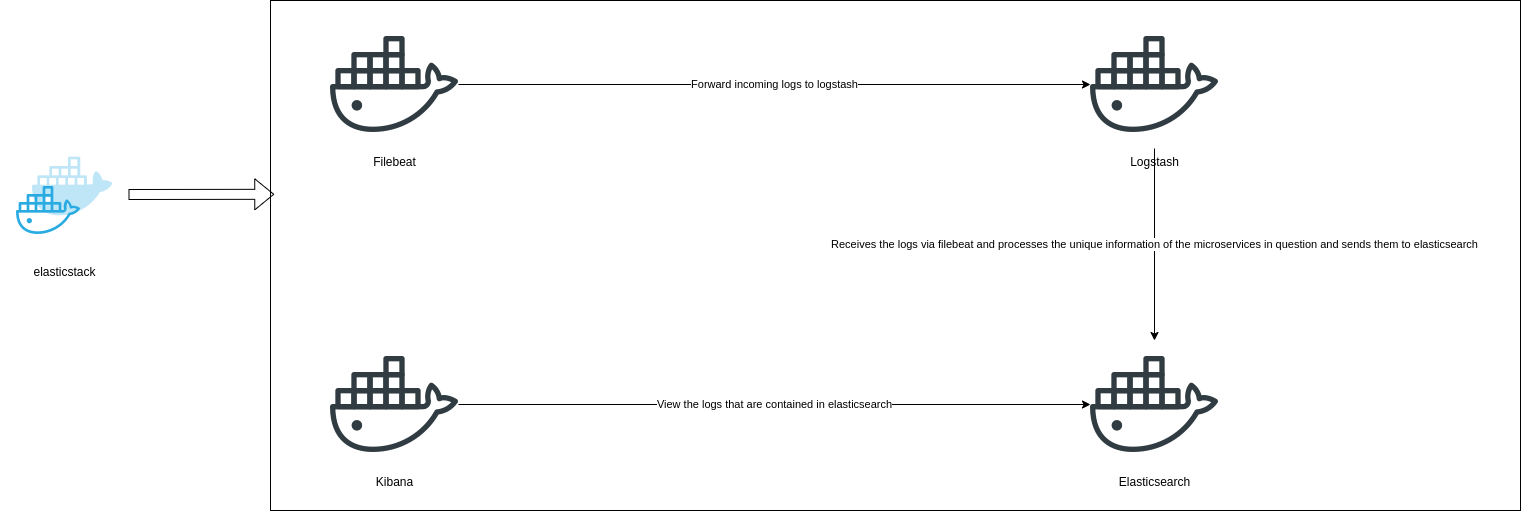 Forward incoming logs to logstash
Filebeat
Logstash
elasticstack
Receives the logs via filebeat and processes the unique information of the microservices in question and sends them to elasticsearch
View the logs that are contained in elasticsearch
Kibana
Elasticsearch